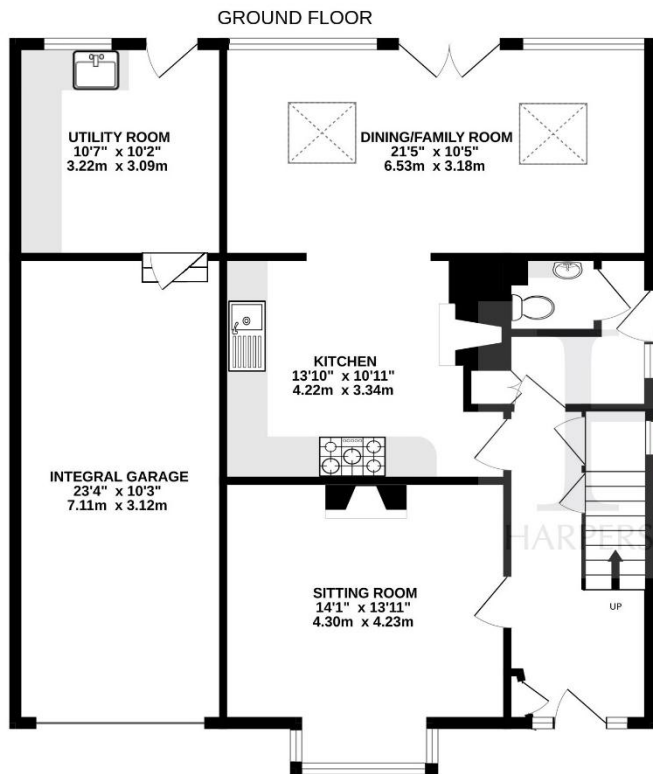 GROUND FLOOR
UTILITY ROOM
10'7" x 10'2"
3.22m x 3.09m
DINING/FAMILY ROOM
21'5" x 10'5"
6.53m x 3.18m
KITCHEN
13'10" x 10'11"
4.22m x 3.34m
INTEGRAL GARAGE
23'4" x 10'3"
7.11m x 3.12m
HARPERS
SITTING ROOM
14'1" x 13'11"
4.30m x 4.23m
UP